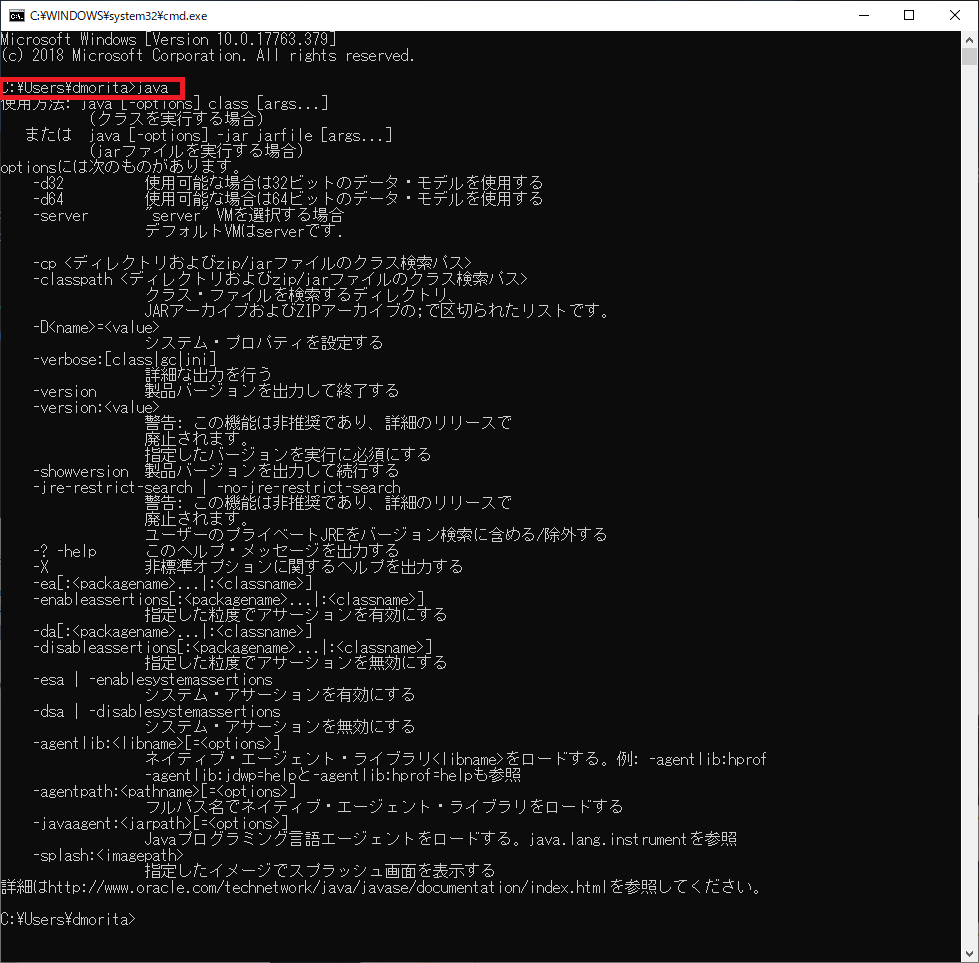 C:¥WINDOWS¥system32¥cmd.exe
Microsoft Windows [Version 10.0.17763.379]
(c) 2018 Microsoft Corporation. All rights reserved.
C:¥Users¥dmorita>java
使用方法: java [-options] class [args...]
(クラスを実行する場合)
または java [-options] -jar jarfile [args...]
(jarファイルを実行する場合)
optionsには次のものがあります。
-d32 使用可能な場合は32ビットのデータ・モデルを使用する
-d64 使用可能な場合は64ビットのデータ・モデルを使用する
-server "server" VMを選択する場合
デフォルトVMはserverです.
-cp <ディレクトリおよびzip/jarファイルのクラス検索パス>
-classpath <ディレクトリおよびzip/jarファイルのクラス検索パス>
クラス・ファイルを検索するディレクトリ、
JARアーカイブおよびZIPアーカイブの;で区切られたリストです。
-D<name>=<value>
システム・プロパティを設定する
-verbose:[class|gc|jni]
詳細な出力を行う
-version 製品バージョンを出力して終了する
-version:<value>
警告: この機能は非推奨であり、詳細のリリースで
廃止されます。
指定したバージョンを実行に必須にする
-showversion 製品バージョンを出力して続行する
-jre-restrict-search | -no-jre-restrict-search
警告: この機能は非推奨であり、詳細のリリースで
廃止されます。
ユーザーのプライベートJREをバージョン検索に含める/除外する
-? -help このヘルプ・メッセージを出力する
-X 非標準オプションに関するヘルプを出力する
-ea[:<packagename>...|:<classname>]
-enableassertions[:<packagename>...|:<classname>]
指定した粒度でアサーションを有効にする
-da[:<packagename>...|:<classname>]
-disableassertions[:<packagename>...|:<classname>]
指定した粒度でアサーションを無効にする
-esa | -enablesystemassertions
システム・アサーションを有効にする
-dsa | -disablesystemassertions
システム・アサーションを無効にする
-agentlib:<libname>[=<options>]
ネイティブ・エージェント・ライブラリ<libname>をロードする。例: -agentlib:hprof
-agentlib:jdwp=helpと-agentlib:hprof=helpも参照
-agentpath:<pathname>[=<options>]
フルパス名でネイティブ・エージェント・ライブラリをロードする
-javaagent:<jarpath>[=<options>]
Javaプログラミング言語エージェントをロードする。java.lang.instrumentを参照
-splash:<imagepath>
指定したイメージでスプラッシュ画面を表示する
詳細はhttp://www.oracle.com/technetwork/java/javase/documentation/index.htmlを参照してください。
C:¥Users¥dmorita>